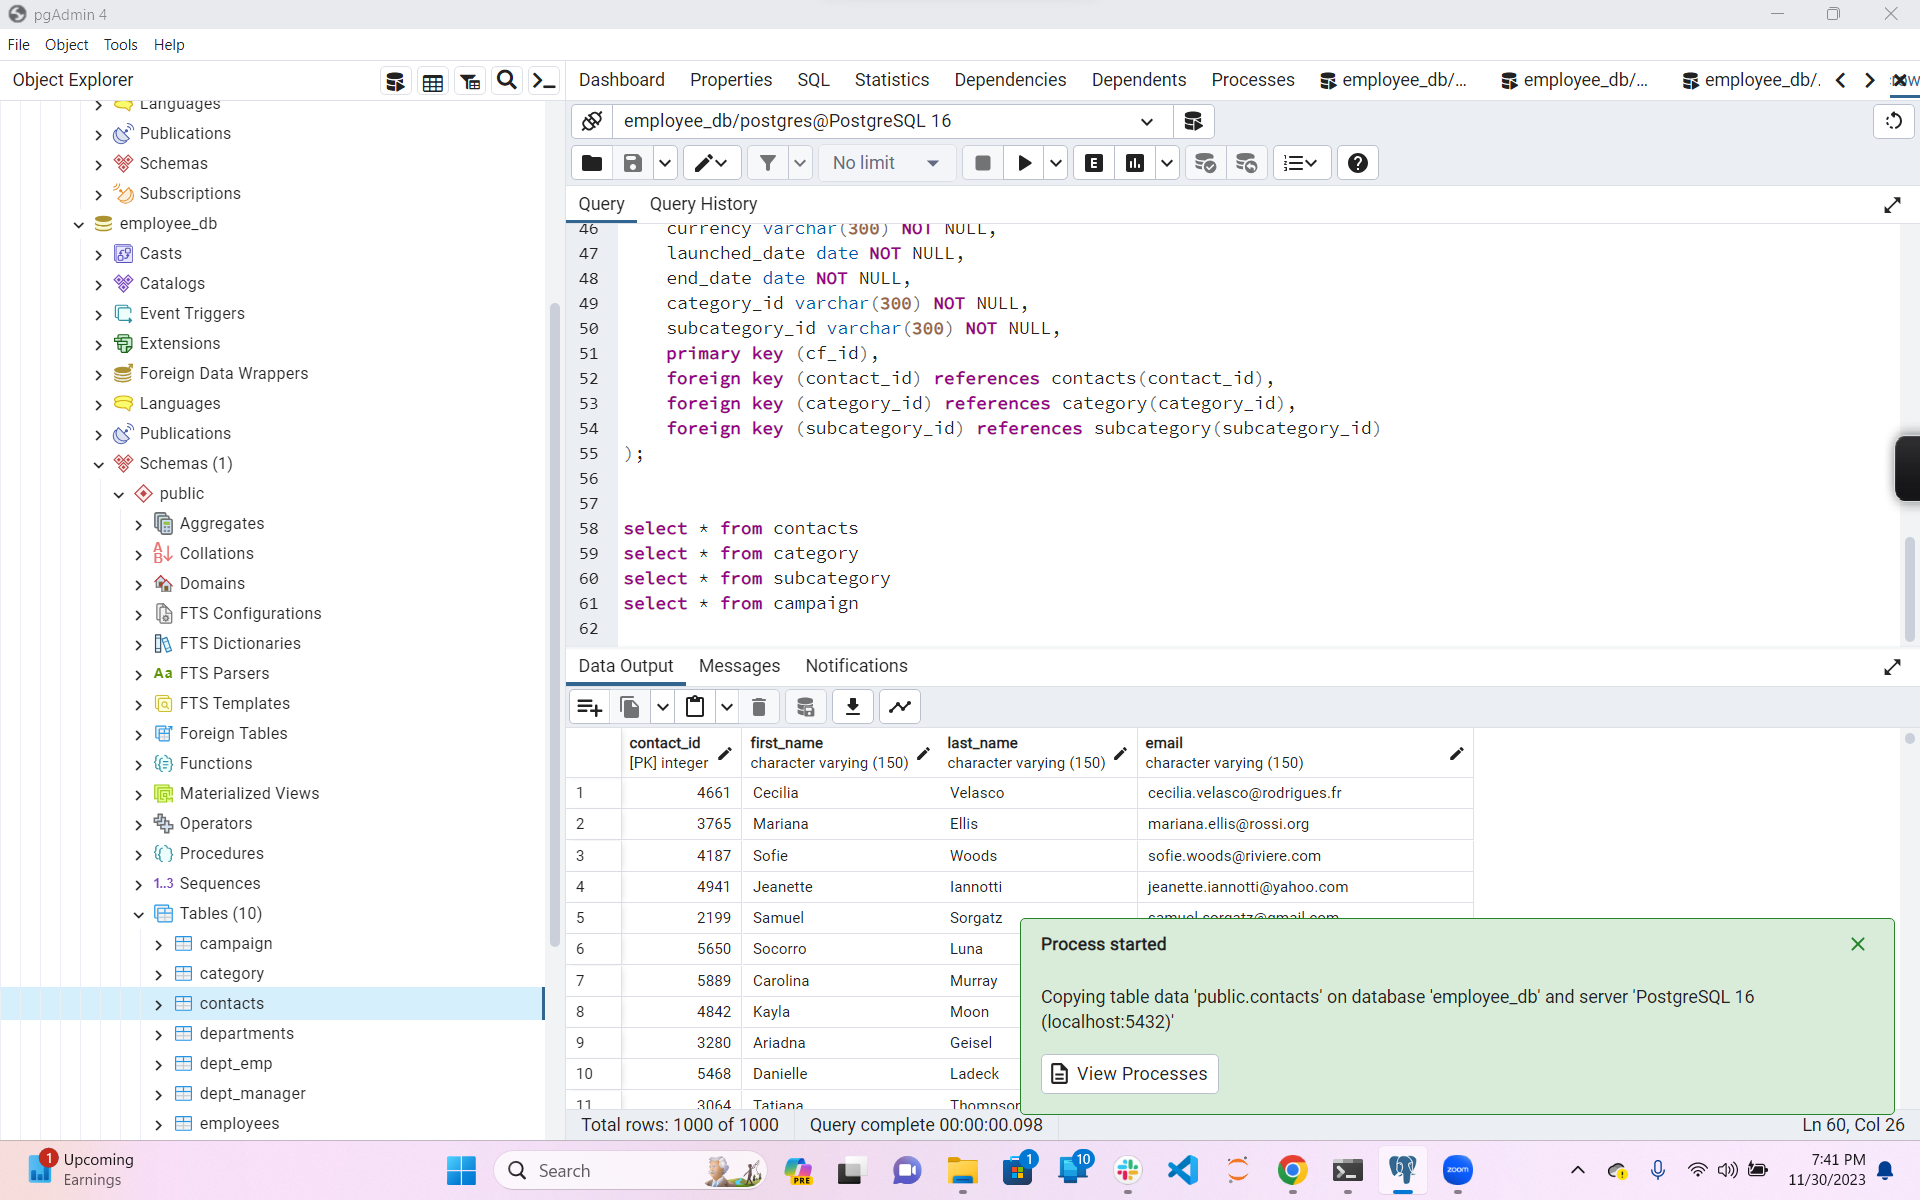 pgAdmin 4
File Object Tools Help
Object Explorer
Dashboard Properties SQL Statistics Dependencies Dependents Processes employee_db/... employee_db/... employee_db/.
Languages
Publications
Schemas
Subscriptions
employee_db
Casts
Catalogs
Event Triggers
Extensions
Foreign Data Wrappers
Languages
Publications
Schemas (1)
public
Aggregates
Collations
Domains
FTS Configurations
FTS Dictionaries
Aa FTS Parsers
FTS Templates
Foreign Tables
Functions
Materialized Views
Operators
Procedures
1..3 Sequences
Tables (10)
campaign
category
contacts
departments
dept_emp
dept_manager
employees
employee_db/postgres@PostgreSQL 16
No limit
E
Query Query History
46 currency varchar(300) NOT NULL,
47 launched_date date NOT NULL,
48 end_date date NOT NULL,
49 category_id varchar(300) NOT NULL,
50 subcategory_id varchar(300) NOT NULL,
51 primary key (cf_id),
52 foreign key (contact_id) references contacts(contact_id),
53 foreign key (category_id) references category(category_id),
54 foreign key (subcategory_id) references subcategory(subcategory_id)
55 );
56
57
58 select * from contacts
59 select * from category
60 select * from subcategory
61 select * from campaign
62
Data Output Messages Notifications
contact_id first_name last_name email
[PK] integer character varying (150) character varying (150) character varying (150)
1 4661 Cecilia Velasco cecilia.velasco@rodrigues.fr
2 3765 Mariana Ellis mariana.ellis@rossi.org
3 4187 Sofie Woods sofie.woods@riviere.com
4 4941 Jeanette Iannotti jeanette.iannotti@yahoo.com
5 2199 Samuel Sorgatz samuel.sorgatz@gmail.com
6 5650 Socorro Luna
7 5889 Carolina Murray
8 4842 Kayla Moon
9 3280 Ariadna Geisel
10 5468 Danielle Ladeck
11 3064 Tatiana Thompson
Process started
Copying table data 'public.contacts' on database 'employee_db' and server 'PostgreSQL 16
(localhost:5432)'
View Processes
Total rows: 1000 of 1000 Query complete 00:00:00.098 Ln 60, Col 26
1 Upcoming
Earnings
Search
PRE
1
10
zoom
7:41 PM
11/30/2023